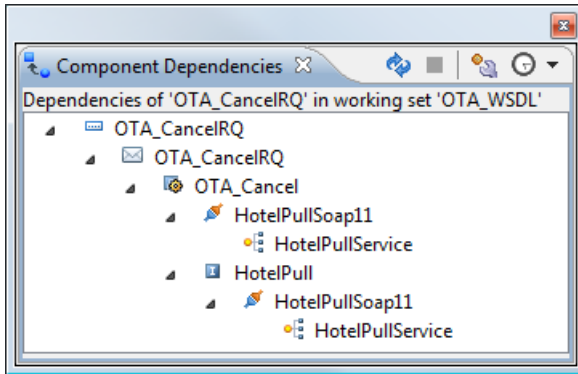 Component Dependencies
Dependencies of 'OTA_CancelRQ' in working set 'OTA_WSDL'
OTA_CancelRQ
OTA_CancelRQ
OTA_Cancel
HotelPullSoap11
HotelPullService
HotelPull
HotelPullSoap11
HotelPullService